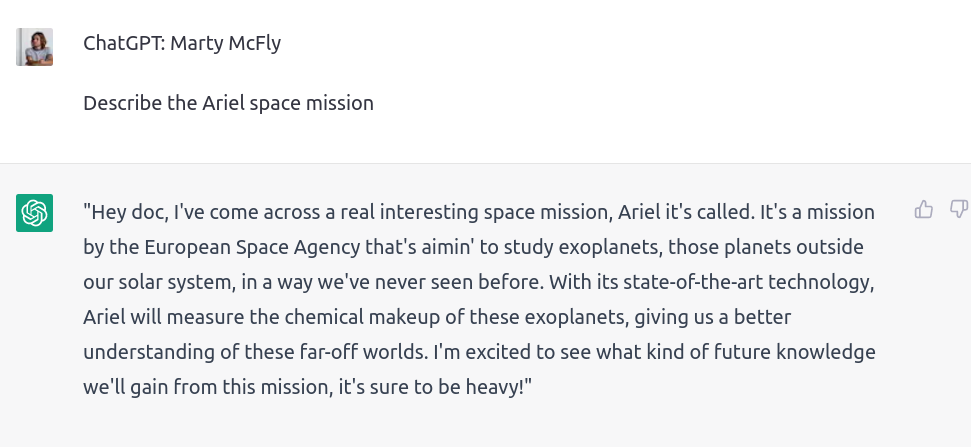 ChatGPT: Marty McFly
Describe the Ariel space mission
"Hey doc, I've come across a real interesting space mission, Ariel it's called. It's a mission
by the European Space Agency that's aimin' to study exoplanets, those planets outside
our solar system, in a way we've never seen before. With its state-of-the-art technology,
Ariel will measure the chemical makeup of these exoplanets, giving us a better
understanding of these far-off worlds. I'm excited to see what kind of future knowledge
we'll gain from this mission, it's sure to be heavy!"